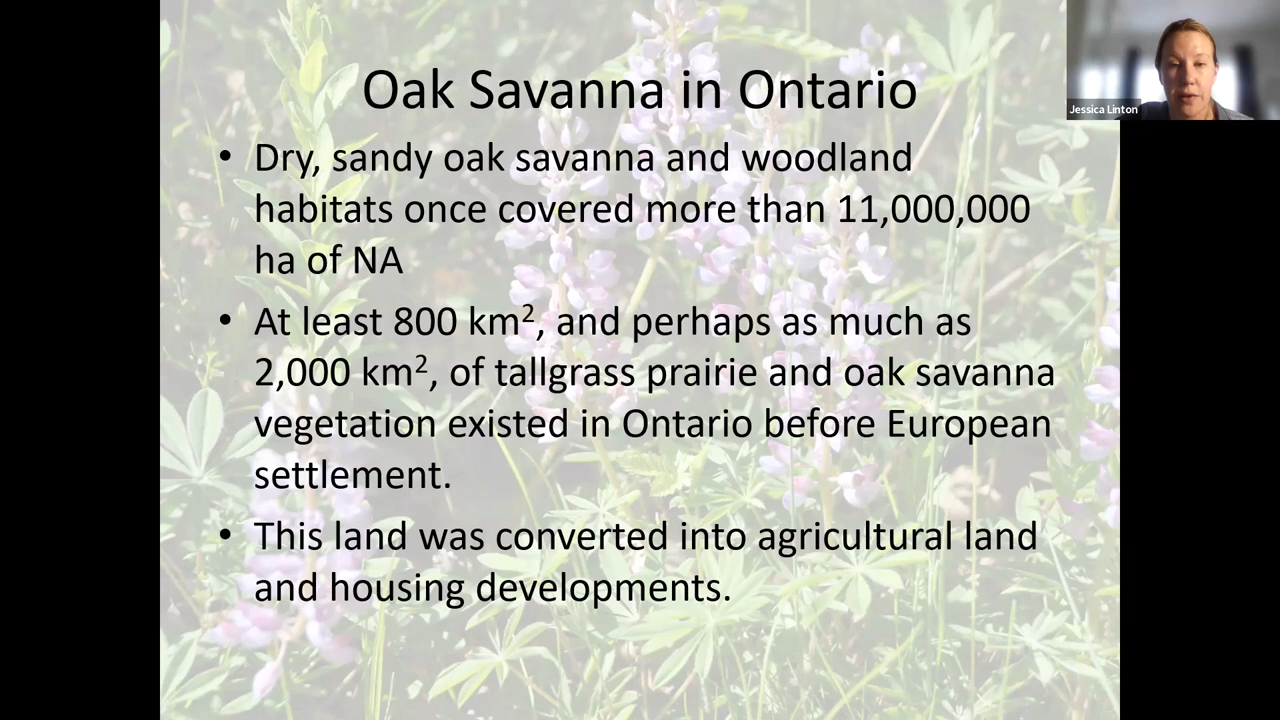 Oak Savanna in Ontario
Jessica Linton
• Dry, sandy oak savanna and woodland
habitats once covered more than 11,000,000
ha of NA
• At least 800 km², and perhaps as much as
2,000 km², of tallgrass prairie and oak savanna
vegetation existed in Ontario before European
settlement.
• This land was converted into agricultural land
and housing developments.